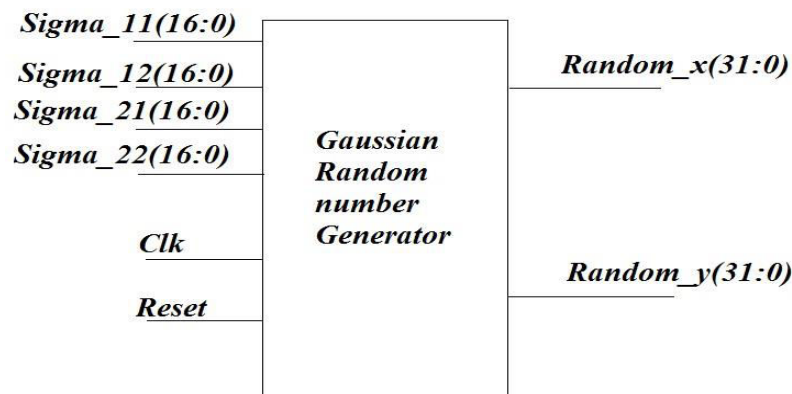 Sigma_11(16:0)
Sigma_12(16:0)
Sigma_21(16:0)
Sigma_22(16:0)
Clk
Reset
Gaussian
Random
number
Generator
Random_x(31:0)
Random_y(31:0)